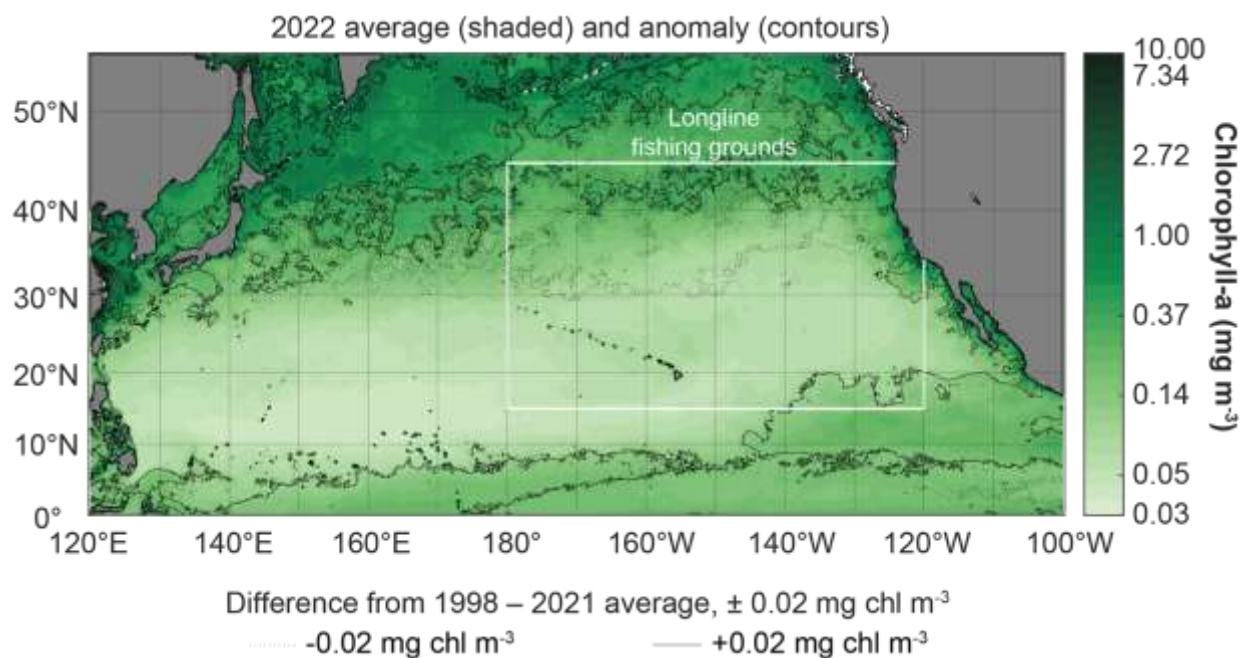 2022 average (shaded) and anomaly (contours)
50°N
40°N
30°N
20°N
10°N
0°
120°E 140°E 160°E 180° 160°W 140°W 120°W 100°W
Longline
fishing grounds
10.00
7.34
2.72
1.00
0.37
0.14
0.05
0.03
Chlorophyll-a (mg m⁻³)
Difference from 1998 – 2021 average, ± 0.02 mg chl m⁻³
-0.02 mg chl m⁻³ +0.02 mg chl m⁻³